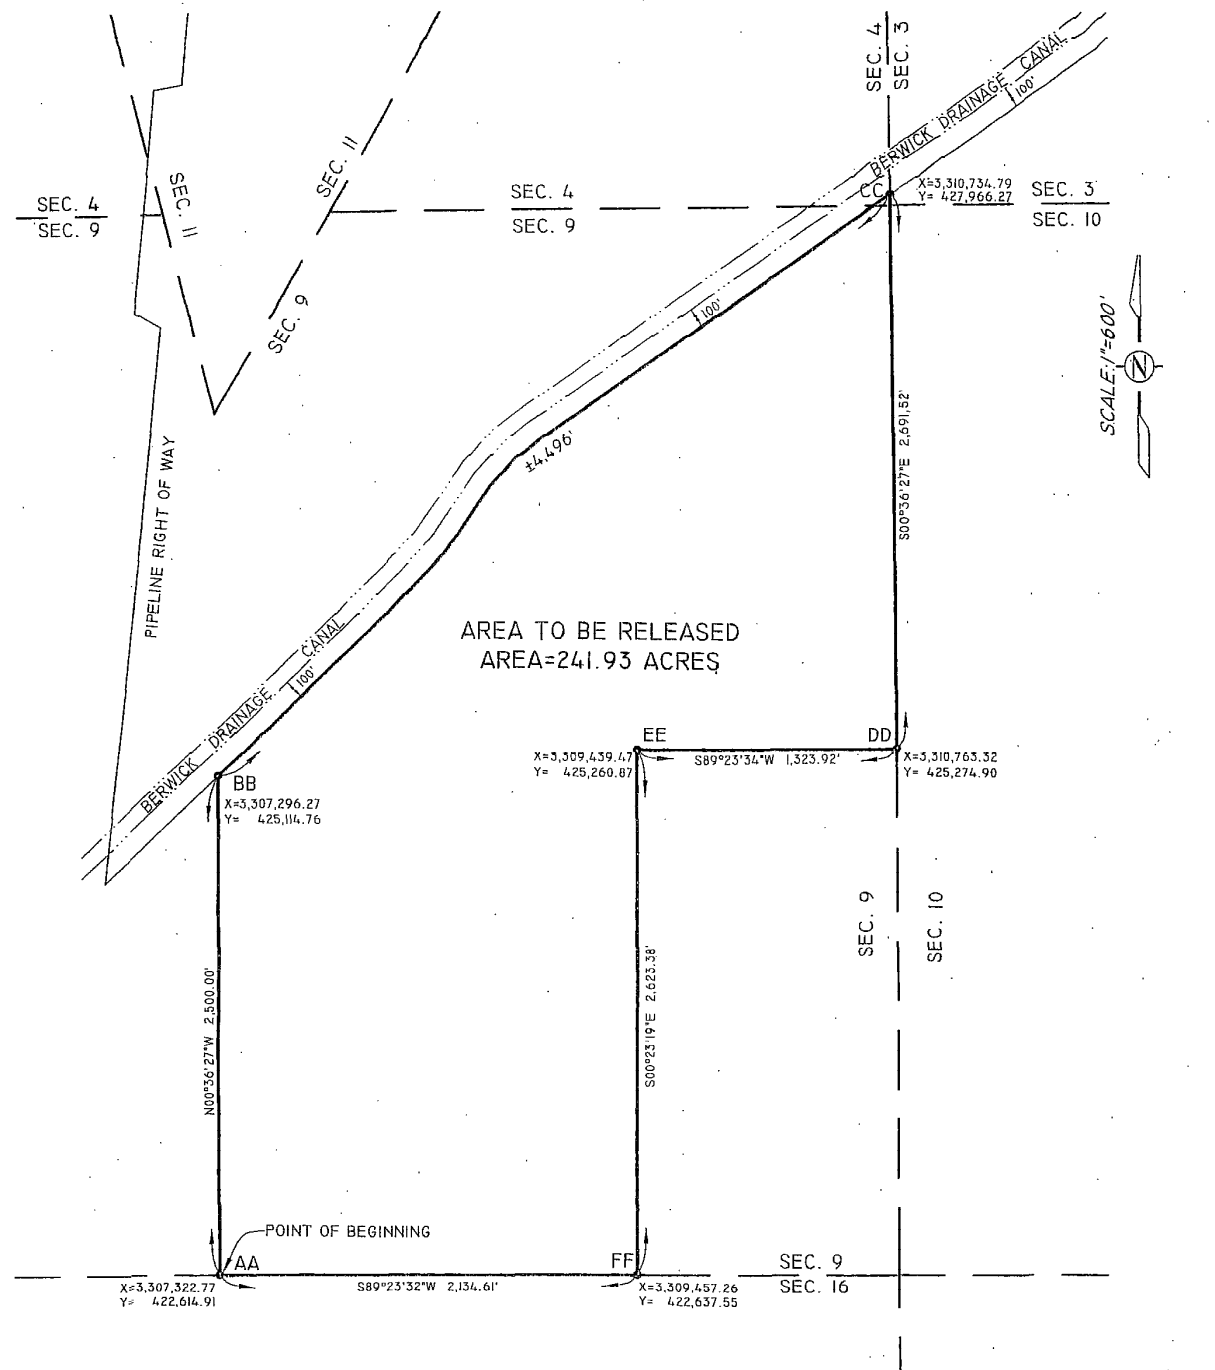 SEC. 4
SEC. 3
BERWICK DRAINAGE CANAL
100'
SEC. 11
SEC. 11
SEC. 4
SEC. 9
SEC. 4
SEC. 9
CC
X=3,310,734.79
Y= 427,966.27
SEC. 3
SEC. 10
SEC. 9
100'
SCALE:1"=600'
N
PIPELINE RIGHT OF WAY
±4,496'
S00°36'27"E 2,691.52'
AREA TO BE RELEASED
AREA=241.93 ACRES
BERWICK DRAINAGE CANAL
100'
EE
DD
X=3,309,439.47
Y= 425,260.87
S89°23'34"W 1,323.92'
X=3,310,763.32
Y= 425,274.90
BB
X=3,307,296.27
Y= 425,114.76
SEC. 9
SEC. 10
N00°36'27"W 2,500.00'
S00°23'19"E 2,623.38'
POINT OF BEGINNING
AA
FF
SEC. 9
SEC. 16
X=3,307,322.77
Y= 422,614.91
S89°23'32"W 2,134.61'
X=3,309,457.26
Y= 422,637.55